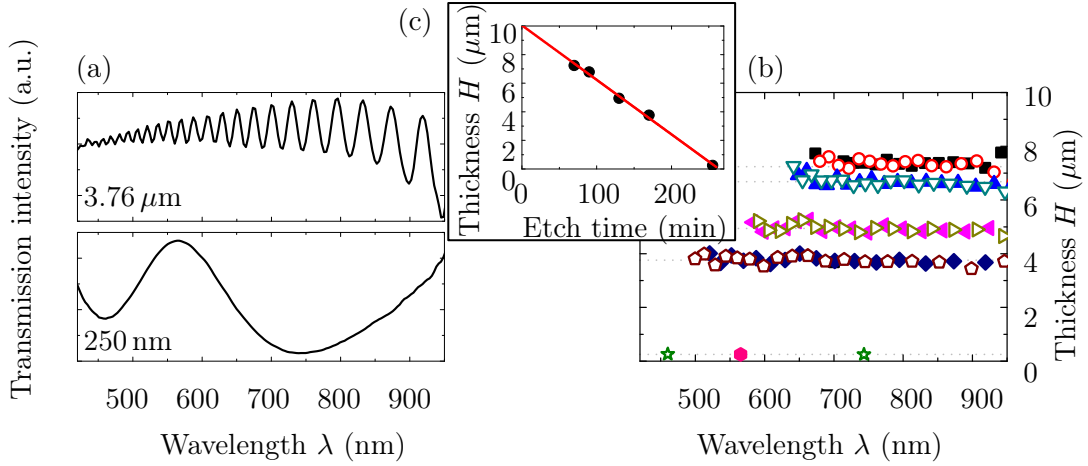 (a)
Transmission intensity (a.u.)
3.76 µm
250 nm
500 600 700 800 900
Wavelength λ (nm)
(c)
Thickness H (µm)
10
8
6
4
2
0
0 100 200
Etch time (min)
(b)
10
8
6
4
2
0
Thickness H (µm)
500 600 700 800 900
Wavelength λ (nm)